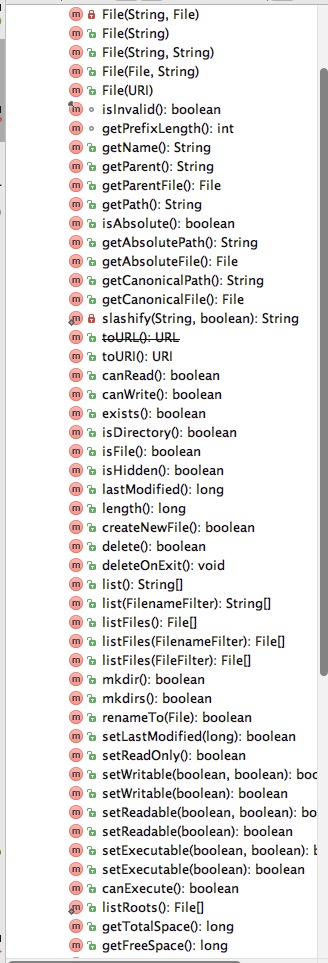 File(String, File)
File(String)
File(String, String)
File(File, String)
File(URI)
isInvalid(): boolean
getPrefixLength(): int
getName(): String
getParent(): String
getParentFile(): File
getPath(): String
isAbsolute(): boolean
getAbsolutePath(): String
getAbsoluteFile(): File
getCanonicalPath(): String
getCanonicalFile(): File
slashify(String, boolean): String
toURL(): URL
toURI(): URI
canRead(): boolean
canWrite(): boolean
exists(): boolean
isDirectory(): boolean
isFile(): boolean
isHidden(): boolean
lastModified(): long
length(): long
createNewFile(): boolean
delete(): boolean
deleteOnExit(): void
list(): String[]
list(FilenameFilter): String[]
listFiles(): File[]
listFiles(FilenameFilter): File[]
listFiles(FileFilter): File[]
mkdir(): boolean
mkdirs(): boolean
renameTo(File): boolean
setLastModified(long): boolean
setReadOnly(): boolean
setWritable(boolean, boolean): boo
setWritable(boolean): boolean
setReadable(boolean, boolean): bo
setReadable(boolean): boolean
setExecutable(boolean, boolean): b
setExecutable(boolean): boolean
canExecute(): boolean
listRoots(): File[]
getTotalSpace(): long
getFreeSpace(): long